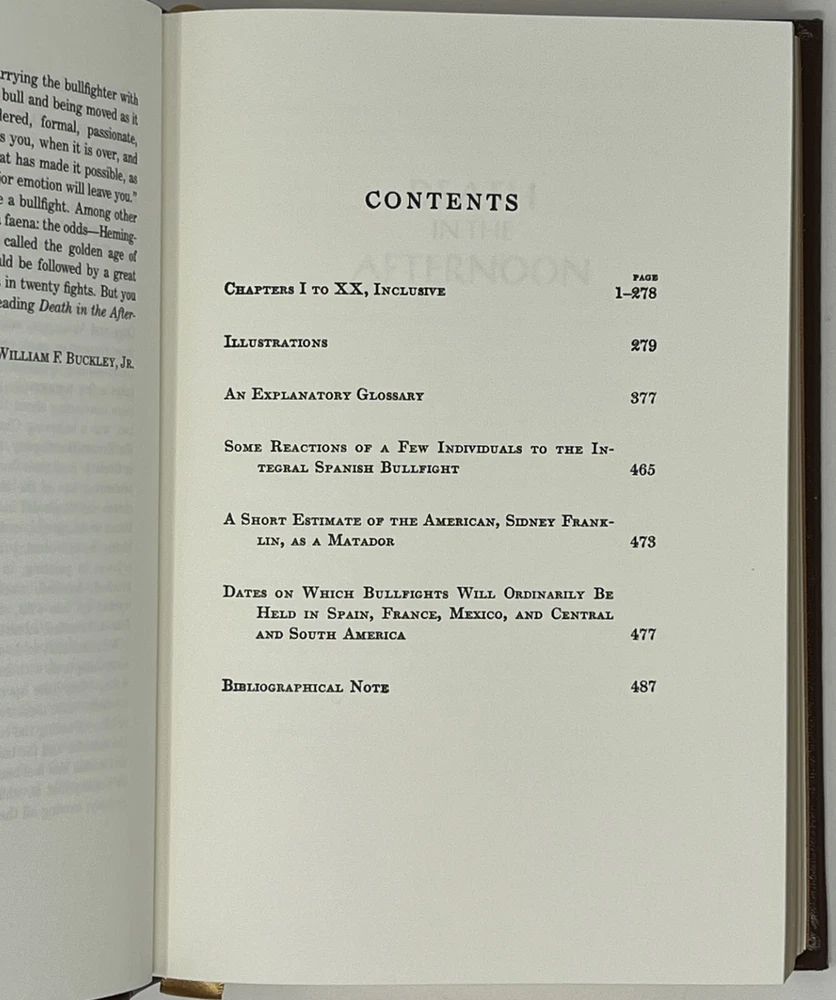 rrying the bullfighter with
bull and being moved as it
dered, formal, passionate,
s you, when it is over, and
at has made it possible, as
or emotion will leave you."
e a bullfight. Among other
faena: the odds—Heming-
called the golden age of
ld be followed by a great
in twenty fights. But you
eading Death in the After-
WILLIAM F. BUCKLEY, JR.
CONTENTS
PAGE
CHAPTERS I TO XX, INCLUSIVE 1–278
ILLUSTRATIONS 279
AN EXPLANATORY GLOSSARY 377
SOME REACTIONS OF A FEW INDIVIDUALS TO THE IN-
TEGRAL SPANISH BULLFIGHT 465
A SHORT ESTIMATE OF THE AMERICAN, SIDNEY FRANK-
LIN, AS A MATADOR 473
DATES ON WHICH BULLFIGHTS WILL ORDINARILY BE
HELD IN SPAIN, FRANCE, MEXICO, AND CENTRAL
AND SOUTH AMERICA 477
BIBLIOGRAPHICAL NOTE 487